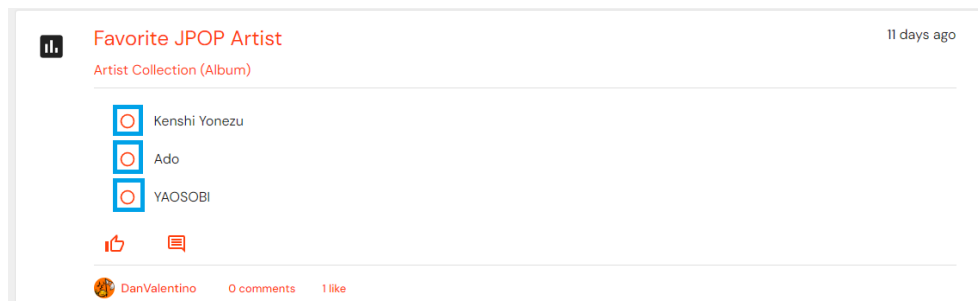 Favorite JPOP Artist
11 days ago
Artist Collection (Album)
Kenshi Yonezu
Ado
YAOSOBI
DanValentino 0 comments 1 like